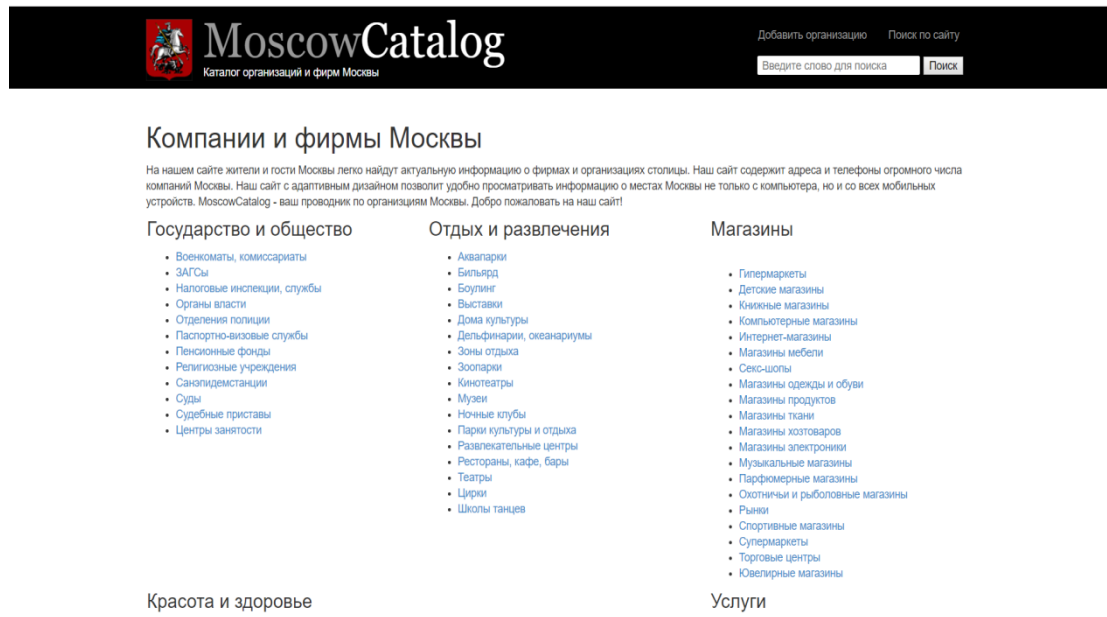 MoscowCatalog
Каталог организаций и фирм Москвы
Добавить организацию Поиск по сайту
Введите слово для поиска Поиск
Компании и фирмы Москвы
На нашем сайте жители и гости Москвы легко найдут актуальную информацию о фирмах и организациях столицы. Наш сайт содержит адреса и телефоны огромного числа
компаний Москвы. Наш сайт с адаптивным дизайном позволит удобно просматривать информацию о местах Москвы не только с компьютера, но и со всех мобильных
устройств. MoscowCatalog - ваш проводник по организциям Москвы. Добро пожаловать на наш сайт!
Государство и общество
Военкоматы, комиссариаты
ЗАГСы
Налоговые инспекции, службы
Органы власти
Отделения полиции
Паспортно-визовые службы
Пенсионные фонды
Религиозные учреждения
Санэпидемстанции
Суды
Судебные приставы
Центры занятости
Отдых и развлечения
Аквапарки
Бильярд
Боулинг
Выставки
Дома культуры
Дельфинарии, океанариумы
Зоны отдыха
Зоопарки
Кинотеатры
Музеи
Ночные клубы
Парки культуры и отдыха
Развлекательные центры
Рестораны, кафе, бары
Театры
Цирки
Школы танцев
Магазины
Гипермаркеты
Детские магазины
Книжные магазины
Компьютерные магазины
Интернет-магазины
Магазины мебели
Секс-шопы
Магазины одежды и обуви
Магазины продуктов
Магазины ткани
Магазины хозтоваров
Магазины электроники
Музыкальные магазины
Парфюмерные магазины
Охотничьи и рыболовные магазины
Рынки
Спортивные магазины
Супермаркеты
Торговые центры
Ювелирные магазины
Красота и здоровье
Услуги